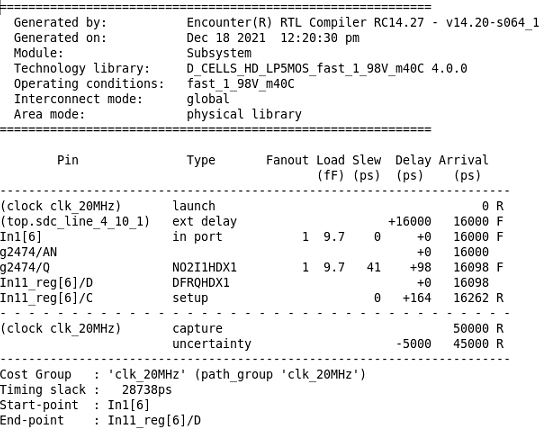 ============================================================
Generated by: Encounter(R) RTL Compiler RC14.27 - v14.20-s064_1
Generated on: Dec 18 2021 12:20:30 pm
Module: Subsystem
Technology library: D_CELLS_HD_LP5MOS_fast_1_98V_m40C 4.0.0
Operating conditions: fast_1_98V_m40C
Interconnect mode: global
Area mode: physical library
============================================================
Pin Type Fanout Load Slew Delay Arrival
(fF) (ps) (ps) (ps)
-----------------------------------------------------------------------
(clock clk_20MHz) launch 0 R
(top.sdc_line_4_10_1) ext delay +16000 16000 F
In1[6] in port 1 9.7 0 +0 16000 F
g2474/AN +0 16000
g2474/Q NO2I1HDX1 1 9.7 41 +98 16098 F
In11_reg[6]/D DFRQHDX1 +0 16098
In11_reg[6]/C setup 0 +164 16262 R
- - - - - - - - - - - - - - - - - - - - - - - - - - - - - - - - - - - -
(clock clk_20MHz) capture 50000 R
uncertainty -5000 45000 R
-----------------------------------------------------------------------
Cost Group : 'clk_20MHz' (path_group 'clk_20MHz')
Timing slack : 28738ps
Start-point : In1[6]
End-point : In11_reg[6]/D